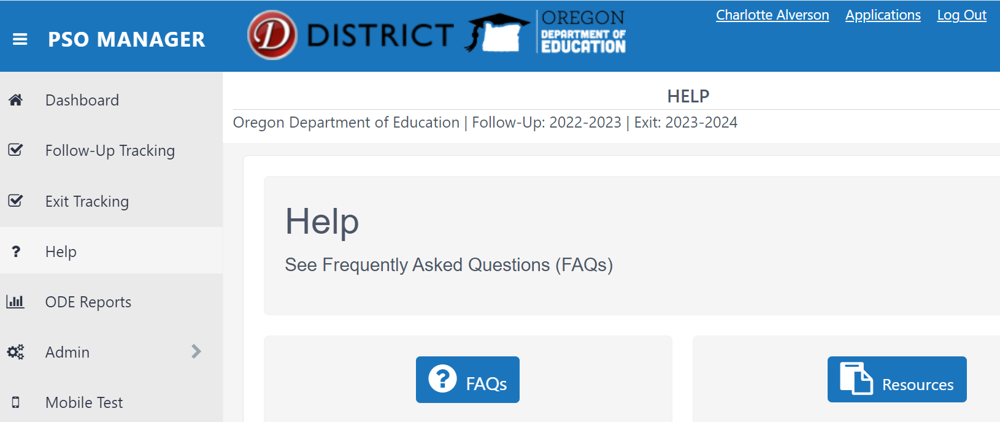 PSO MANAGER
D DISTRICT
OREGON
DEPARTMENT OF
EDUCATION
Charlotte Alverson Applications Log Out
Dashboard
Follow-Up Tracking
Exit Tracking
Help
ODE Reports
Admin
Mobile Test
HELP
Oregon Department of Education | Follow-Up: 2022-2023 | Exit: 2023-2024
Help
See Frequently Asked Questions (FAQs)
FAQs
Resources